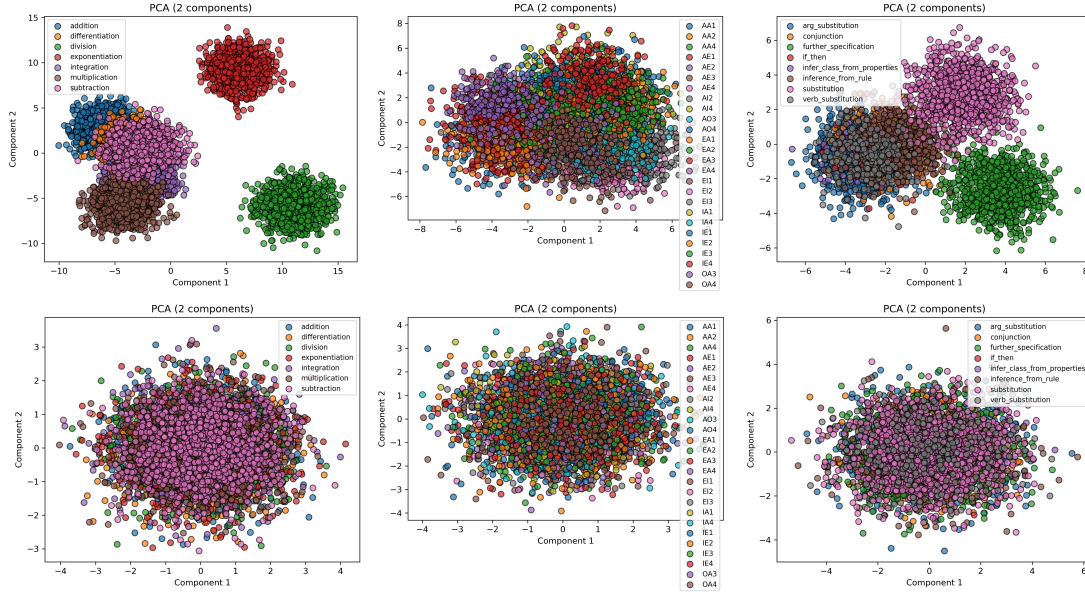 PCA (2 components)
15
10
5
0
−5
−10
Component 2
addition
differentiation
division
exponentiation
integration
multiplication
subtraction
−10 −5 0 5 10 15
Component 1
PCA (2 components)
8
6
4
2
0
−2
−4
−6
Component 2
AA1
AA2
AA4
AE1
AE2
AE3
AE4
AI2
AI4
AO3
AO4
EA1
EA2
EA3
EA4
EI1
EI2
EI3
IA1
IA4
IE1
IE2
IE3
IE4
OA3
OA4
−8 −6 −4 −2 0 2 4 6
Component 1
PCA (2 components)
6
4
2
0
−2
−4
−6
Component 2
arg_substitution
conjunction
further_specification
if_then
infer_class_from_properties
inference_from_rule
substitution
verb_substitution
−6 −4 −2 0 2 4 6 8
Component 1
PCA (2 components)
3
2
1
0
−1
−2
−3
Component 2
addition
differentiation
division
exponentiation
integration
multiplication
subtraction
−4 −3 −2 −1 0 1 2 3 4
Component 1
PCA (2 components)
4
3
2
1
0
−1
−2
−3
−4
Component 2
AA1
AA2
AA4
AE1
AE2
AE3
AE4
AI2
AI4
AO3
AO4
EA1
EA2
EA3
EA4
EI1
EI2
EI3
IA1
IA4
IE1
IE2
IE3
IE4
OA3
OA4
−4 −3 −2 −1 0 1 2 3
Component 1
PCA (2 components)
6
4
2
0
−2
−4
Component 2
arg_substitution
conjunction
further_specification
if_then
infer_class_from_properties
inference_from_rule
substitution
verb_substitution
−4 −2 0 2 4 6
Component 1